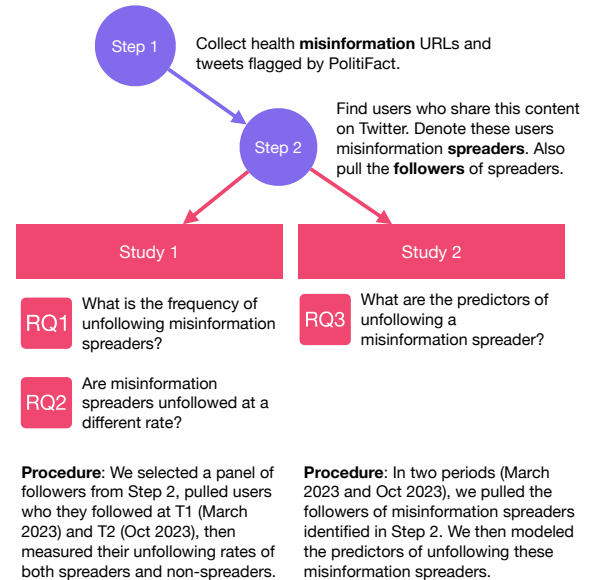 Step 1
Collect health misinformation URLs and
tweets flagged by PolitiFact.
Step 2
Find users who share this content
on Twitter. Denote these users
misinformation spreaders. Also
pull the followers of spreaders.
Study 1
RQ1
What is the frequency of
unfollowing misinformation
spreaders?
RQ2
Are misinformation
spreaders unfollowed at a
different rate?
Procedure: We selected a panel of
followers from Step 2, pulled users
who they followed at T1 (March
2023) and T2 (Oct 2023), then
measured their unfollowing rates of
both spreaders and non-spreaders.
Study 2
RQ3
What are the predictors of
unfollowing a
misinformation spreader?
Procedure: In two periods (March
2023 and Oct 2023), we pulled the
followers of misinformation spreaders
identified in Step 2. We then modeled
the predictors of unfollowing these
misinformation spreaders.